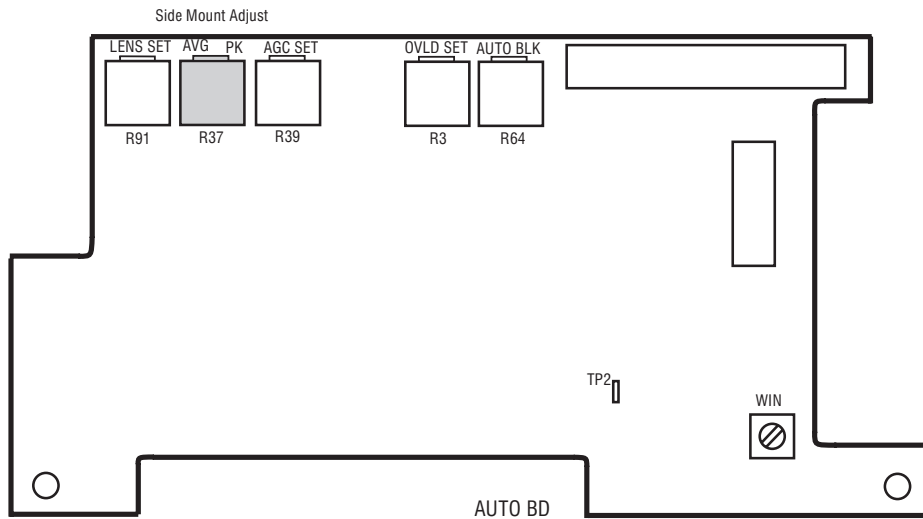 Side Mount Adjust
LENS SET AVG PK AGC SET OVLD SET AUTO BLK
R91 R37 R39 R3 R64
TP2
WIN
AUTO BD